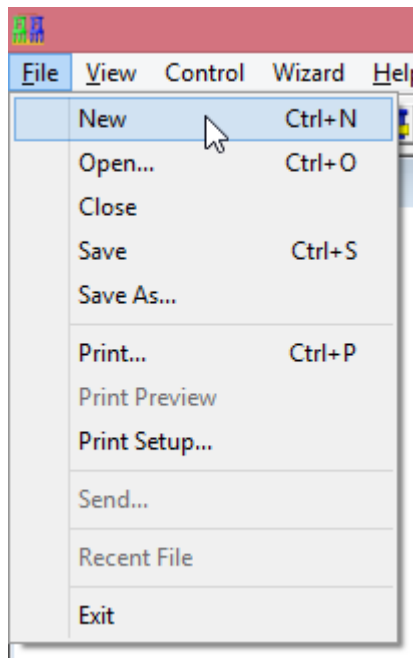 File View Control Wizard Hel
New Ctrl+N
Open... Ctrl+O
Close
Save Ctrl+S
Save As...
Print... Ctrl+P
Print Preview
Print Setup...
Send...
Recent File
Exit